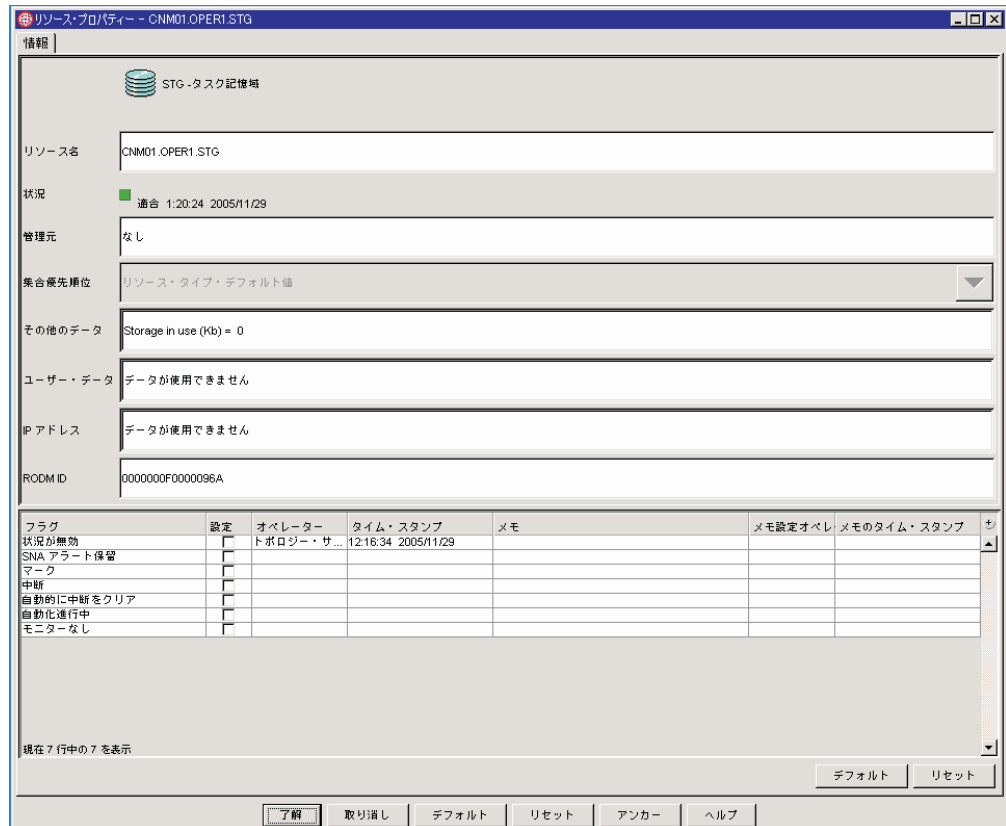 リソース・プロパティー - CNM01.OPER1.STG
情報
STG -タスク記憶域
リソース名 CNM01.OPER1.STG
状況 適合 1:20:24 2005/11/29
管理元 なし
集合優先順位 リソース・タイプ・デフォルト値
その他のデータ Storage in use (Kb) = 0
ユーザー・データ データが使用できません
IP アドレス データが使用できません
RODM ID 0000000F0000096A
フラグ 設定 オペレーター タイム・スタンプ メモ メモ設定オペレ メモのタイム・スタンプ
状況が無効 トポロジー・サ... 12:16:34 2005/11/29
SNA アラート保留
マーク
中断
自動的に中断をクリア
自動化進行中
モニターなし
現在 7 行中の 7 を表示
デフォルト リセット
了解 取り消し デフォルト リセット アンカー ヘルプ